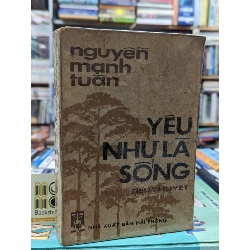 nguyễn
mạnh
tuấn
YÊU
NHƯ LÀ
SỐNG
TIỂU THUYẾT
NHÀ XUẤT BẢN HẢI PHÒNG